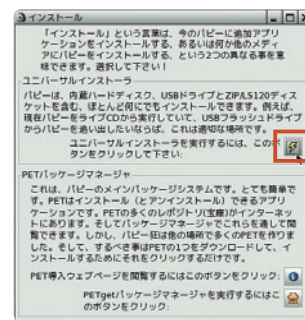 インストール
「インストール」という言葉は、今のパピーに追加アプリ
ケーションをインストールする、あるいは何か他のメディ
アにパピーをインストールする、という2つの異なる事を意
味できます。選択して下さい!
ユニバーサルインストーラ
パピーは、内蔵ハードディスク、USBドライブとZIP/LS120ディス
ケットを含む、ほとんど何にでもインストールできます。例えば、
現在パピーをライブCDから実行していて、USBフラッシュドライブ
からパピーを追い出したいならば、これは適切な場所です。
ユニバーサルインストーラを実行するには、このボ
タンをクリックして下さい:
PETパッケージマネージャー
これは、パピーのメインパッケージシステムです。とても簡単で
す。PETはインストール（とアンインストール）できるアプリ
ケーションです。PETの多くのレポジトリ(宝庫)がインターネッ
トにあります。そしてパッケージマネージャでこれらを通して閲
覧できます。しかし、パピー狂は他の場所で多くのPETを作りま
した。そして、するべき事はPETの1つをダウンロードして、イ
ンストールするためにそれをクリックするだけです。
PET導入ウェブページを閲覧するにはこのボタンをクリック:
PETgetパッケージマネージャを実行するにはこ
のボタンをクリック: